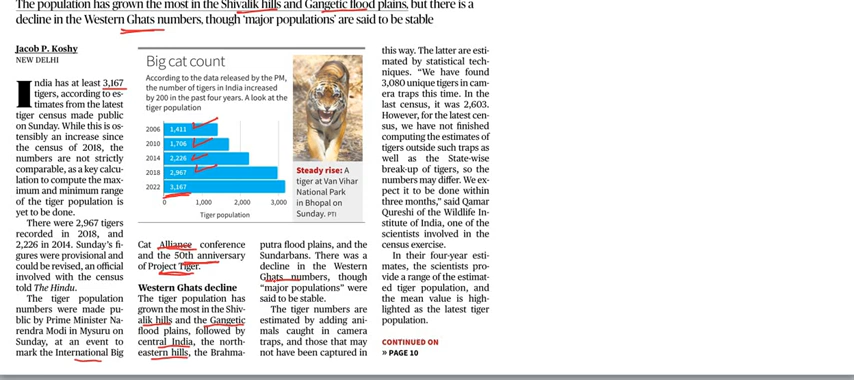 The population has grown the most in the Shivalik hills and Gangetic flood plains, but there is a
decline in the Western Ghats numbers, though ‘major populations’ are said to be stable
Jacob P. Koshy
NEW DELHI
India has at least 3,167
tigers, according to es-
timates from the latest
tiger census made public
on Sunday. While this is os-
tensibly an increase since
the census of 2018, the
numbers are not strictly
comparable, as a key calcu-
lation to compute the max-
imum and minimum range
of the tiger population is
yet to be done.
There were 2,967 tigers
recorded in 2018, and
2,226 in 2014. Sunday’s fi-
gures were provisional and
could be revised, an official
involved with the census
told The Hindu.
The tiger population
numbers were made pu-
blic by Prime Minister Na-
rendra Modi in Mysuru on
Sunday, at an event to
mark the International Big
Big cat count
According to the data released by the PM,
the number of tigers in India increased
by 200 in the past four years. A look at the
tiger population
2006 1,411
2010 1,706
2014 2,226
2018 2,967
2022 3,167
0 1,000 2,000 3,000
Tiger population
Steady rise: A
tiger at Van Vihar
National Park
in Bhopal on
Sunday. PTI
Cat Alliance conference
and the 50th anniversary
of Project Tiger.
Western Ghats decline
The tiger population has
grown the most in the Shiv-
alik hills and the Gangetic
flood plains, followed by
central India, the north-
eastern hills, the Brahma-
putra flood plains, and the
Sundarbans. There was a
decline in the Western
Ghats numbers, though
“major populations” were
said to be stable.
The tiger numbers are
estimated by adding ani-
mals caught in camera
traps, and those that may
not have been captured in
this way. The latter are esti-
mated by statistical tech-
niques. “We have found
3,080 unique tigers in cam-
era traps this time. In the
last census, it was 2,603.
However, for the latest cen-
sus, we have not finished
computing the estimates of
tigers outside such traps as
well as the State-wise
break-up of tigers, so the
numbers may differ. We ex-
pect it to be done within
three months,” said Qamar
Qureshi of the Wildlife In-
stitute of India, one of the
scientists involved in the
census exercise.
In their four-year esti-
mates, the scientists pro-
vide a range of the estimat-
ed tiger population, and
the mean value is high-
lighted as the latest tiger
population.
CONTINUED ON
» PAGE 10